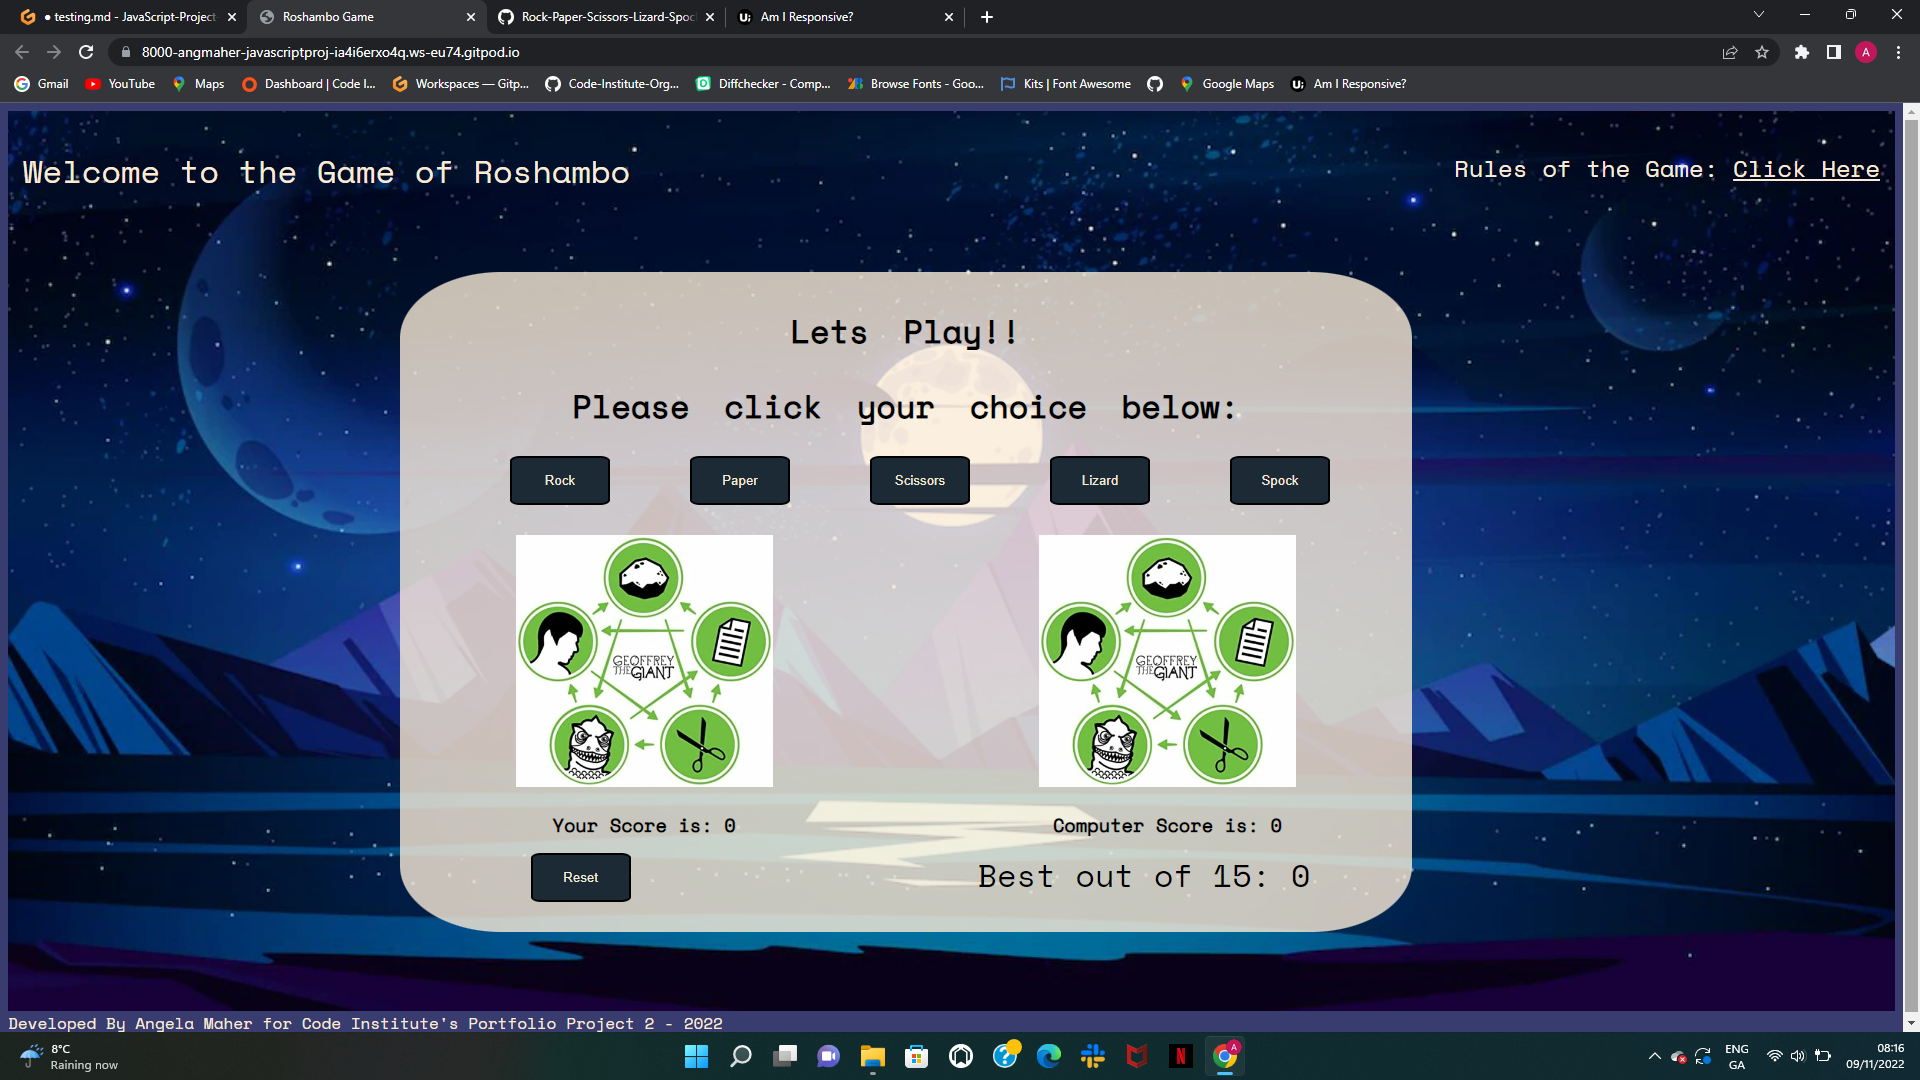 testing.md - JavaScript-Project-
Roshambo Game
Rock-Paper-Scissors-Lizard-Spoc
Am I Responsive?
8000-angmaher-javascriptproj-ia4i6erxo4q.ws-eu74.gitpod.io
A
Gmail
YouTube
Maps
Dashboard | Code I...
Workspaces — Gitp...
Code-Institute-Org...
Diffchecker - Comp...
Browse Fonts - Goo...
Kits | Font Awesome
Google Maps
Am I Responsive?
Welcome to the Game of Roshambo
Rules of the Game: Click Here
Lets Play!!
Please click your choice below:
Rock
Paper
Scissors
Lizard
Spock
GEOFFREY
THE GIANT
GEOFFREY
THE GIANT
Your Score is: 0
Computer Score is: 0
Reset
Best out of 15: 0
Developed By Angela Maher for Code Institute's Portfolio Project 2 - 2022
8°C
Raining now
ENG
GA
08:16
09/11/2022